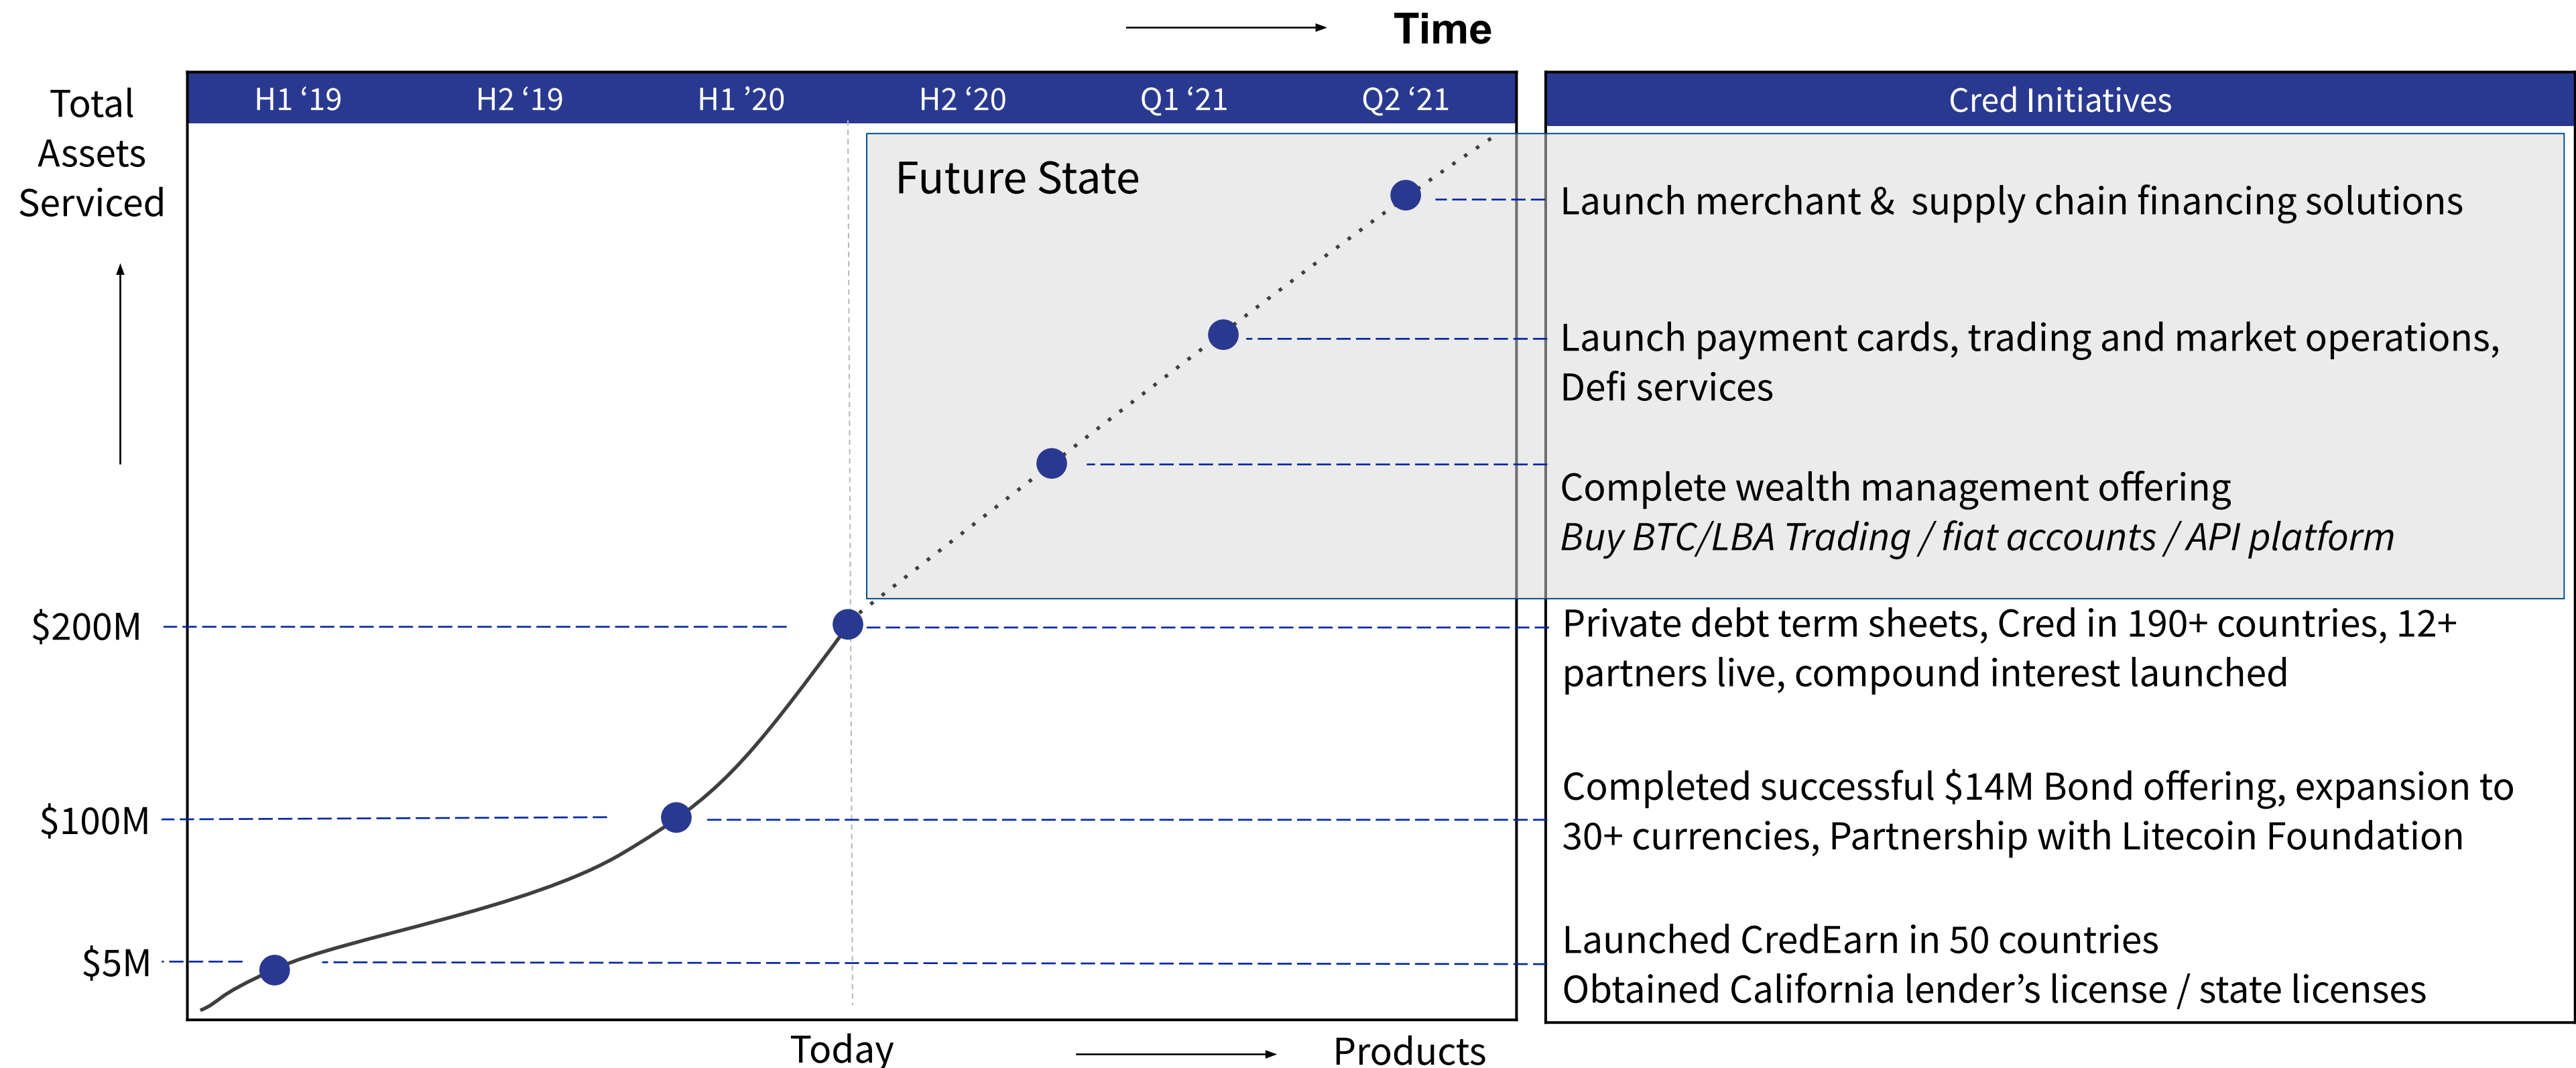 Time
Total
Assets
Serviced
H1 ‘19
H2 ‘19
H1 ’20
H2 ‘20
Q1 ‘21
Q2 ‘21
Cred Initiatives
Future State
Launch merchant &  supply chain financing solutions
Launch payment cards, trading and market operations,
Defi services
Complete wealth management offering
Buy BTC/LBA Trading / fiat accounts / API platform
$200M
Private debt term sheets, Cred in 190+ countries, 12+
partners live, compound interest launched
$100M
Completed successful $14M Bond offering, expansion to
30+ currencies, Partnership with Litecoin Foundation
$5M
Launched CredEarn in 50 countries
Obtained California lender’s license / state licenses
Today
Products